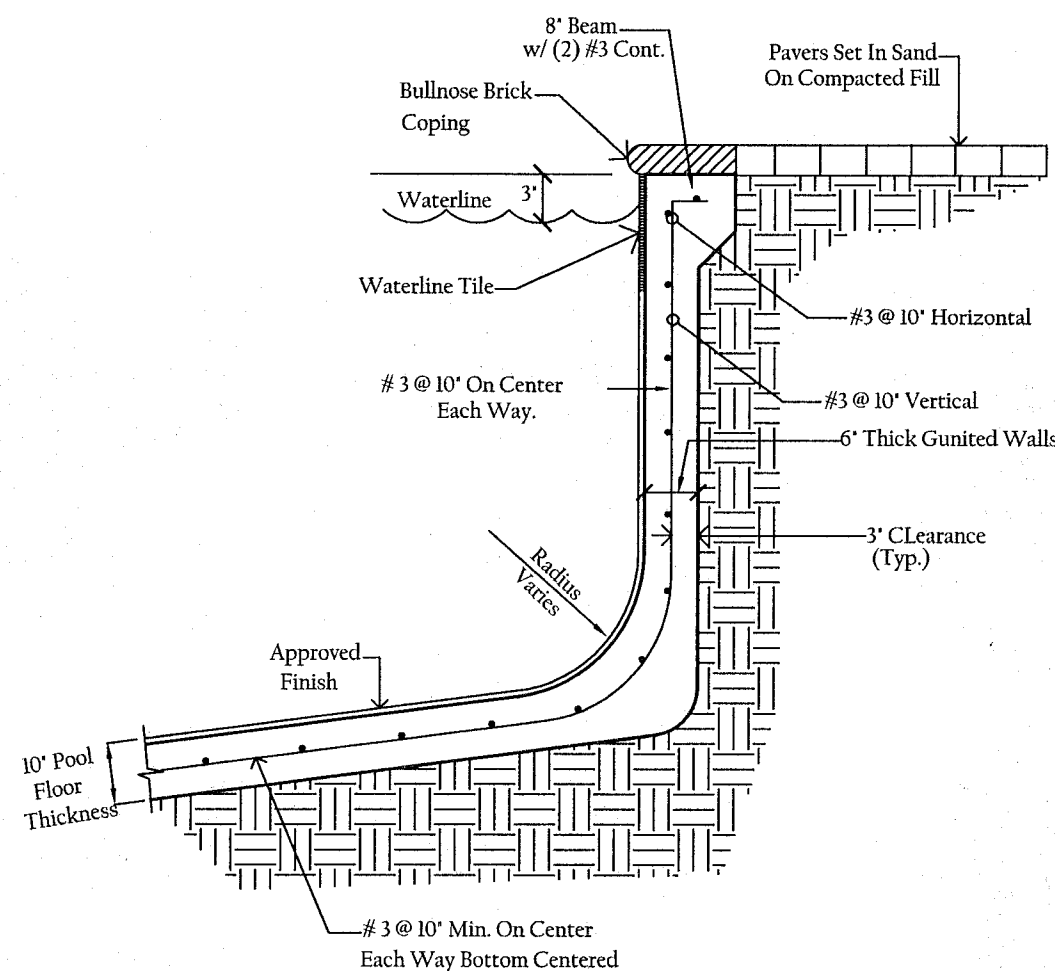 8" Beam
w/ (2) #3 Cont.
Pavers Set In Sand
On Compacted Fill
Bullnose Brick
Coping
3"
Waterline
Waterline Tile
#3 @ 10" Horizontal
# 3 @ 10" On Center
Each Way.
#3 @ 10" Vertical
6" Thick Gunited Walls
3" CLearance
(Typ.)
Radius
Varies
Approved
Finish
10" Pool
Floor
Thickness
# 3 @ 10" Min. On Center
Each Way Bottom Centered